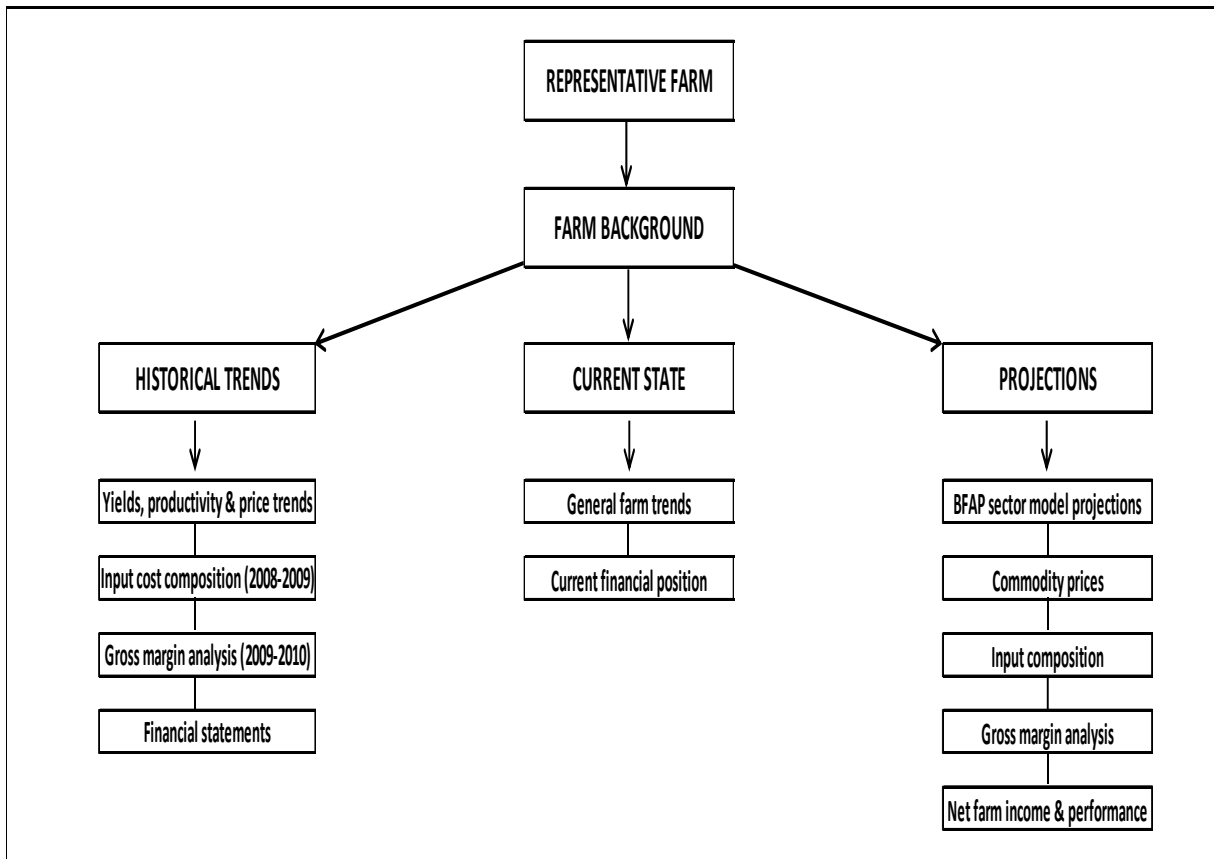 REPRESENTATIVE FARM
FARM BACKGROUND
HISTORICAL TRENDS
Yields, productivity & price trends
Input cost composition (2008-2009)
Gross margin analysis (2009-2010)
Financial statements
CURRENT STATE
General farm trends
Current financial position
PROJECTIONS
BFAP sector model projections
Commodity prices
Input composition
Gross margin analysis
Net farm income & performance